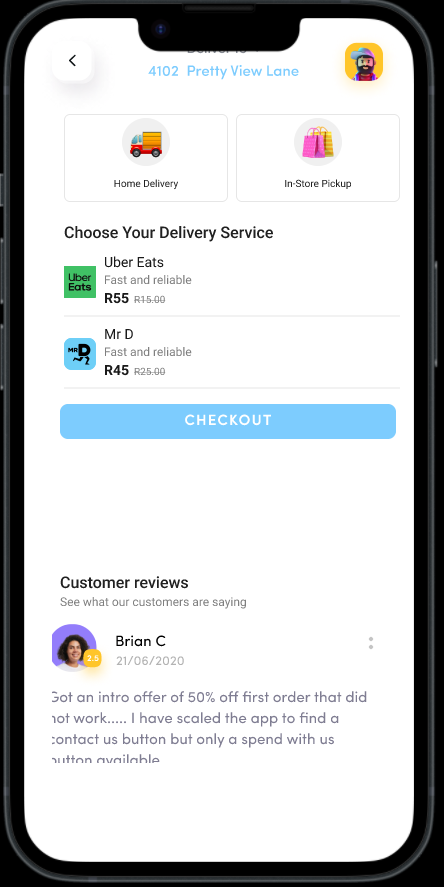 Deliver to
4102 Pretty View Lane
Home Delivery
In-Store Pickup
Choose Your Delivery Service
Uber Eats
Uber Eats
Fast and reliable
R55 R15.00
MR D
Mr D
Fast and reliable
R45 R25.00
CHECKOUT
Customer reviews
See what our customers are saying
Brian C
2.5
21/06/2020
Got an intro offer of 50% off first order that did
not work..... I have scaled the app to find a
contact us button but only a spend with us
button available